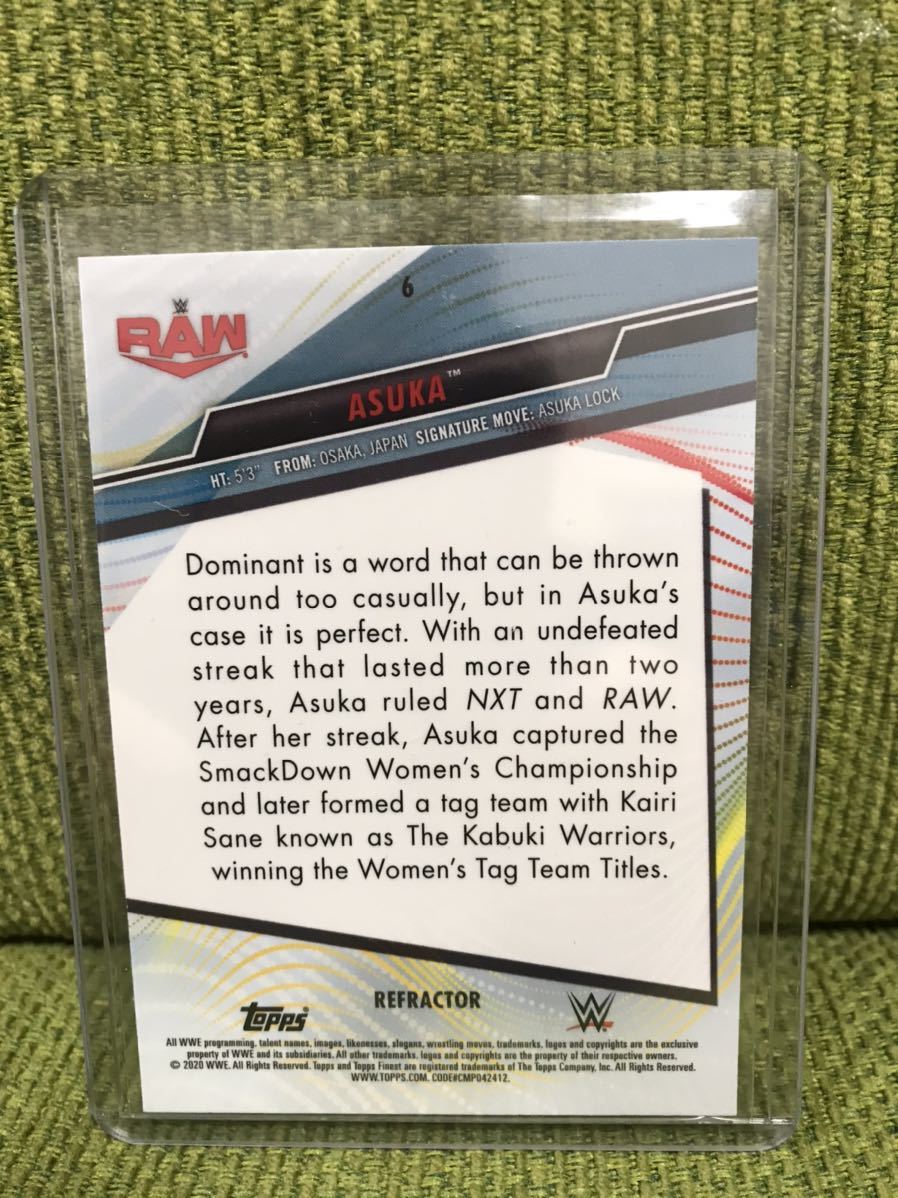 6
W
RAW
ASUKA™
HT: 5'3" FROM: OSAKA, JAPAN SIGNATURE MOVE: ASUKA LOCK
Dominant is a word that can be thrown
around too casually, but in Asuka's
case it is perfect. With an undefeated
streak that lasted more than two
years, Asuka ruled NXT and RAW.
After her streak, Asuka captured the
SmackDown Women's Championship
and later formed a tag team with Kairi
Sane known as The Kabuki Warriors,
winning the Women's Tag Team Titles.
topps REFRACTOR W
All WWE programming, talent names, images, likenesses, slogans, wrestling moves, trademarks, logos and copyrights are the exclusive
property of WWE and its subsidiaries. All other trademarks, logos and copyrights are the property of their respective owners.
© 2020 WWE. All Rights Reserved. Topps and Topps Finest are registered trademarks of The Topps Company, Inc. All Rights Reserved.
WWW.TOPPS.COM. CODE#CMP042412.